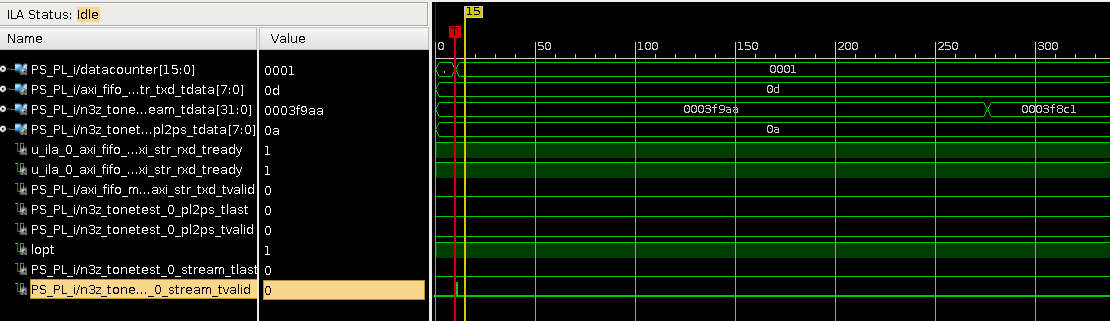 ILA Status: Idle
15
T
Name Value
0 50 100 150 200 250 300
PS_PL_i/datacounter[15:0] 0001 0001
PS_PL_i/axi_fifo_...tr_txd_tdata[7:0] 0d 0d
PS_PL_i/n3z_tones...eam_tdata[31:0] 0003f9aa 0003f9aa 0003f8c1
PS_PL_i/n3z_tonet...pl2ps_tdata[7:0] 0a 0a
u_ila_0_axi_fifo_...xi_str_rxd_tready 1
u_ila_0_axi_fifo_...xi_str_rxd_tready 1
PS_PL_i/axi_fifo_m...axi_str_txd_tvalid 0
PS_PL_i/n3z_tonetest_0_pl2ps_tlast 0
PS_PL_i/n3z_tonetest_0_pl2ps_tvalid 0
lopt 1
PS_PL_i/n3z_tonetest_0_stream_tlast 0
PS_PL_i/n3z_tone..._0_stream_tvalid 0